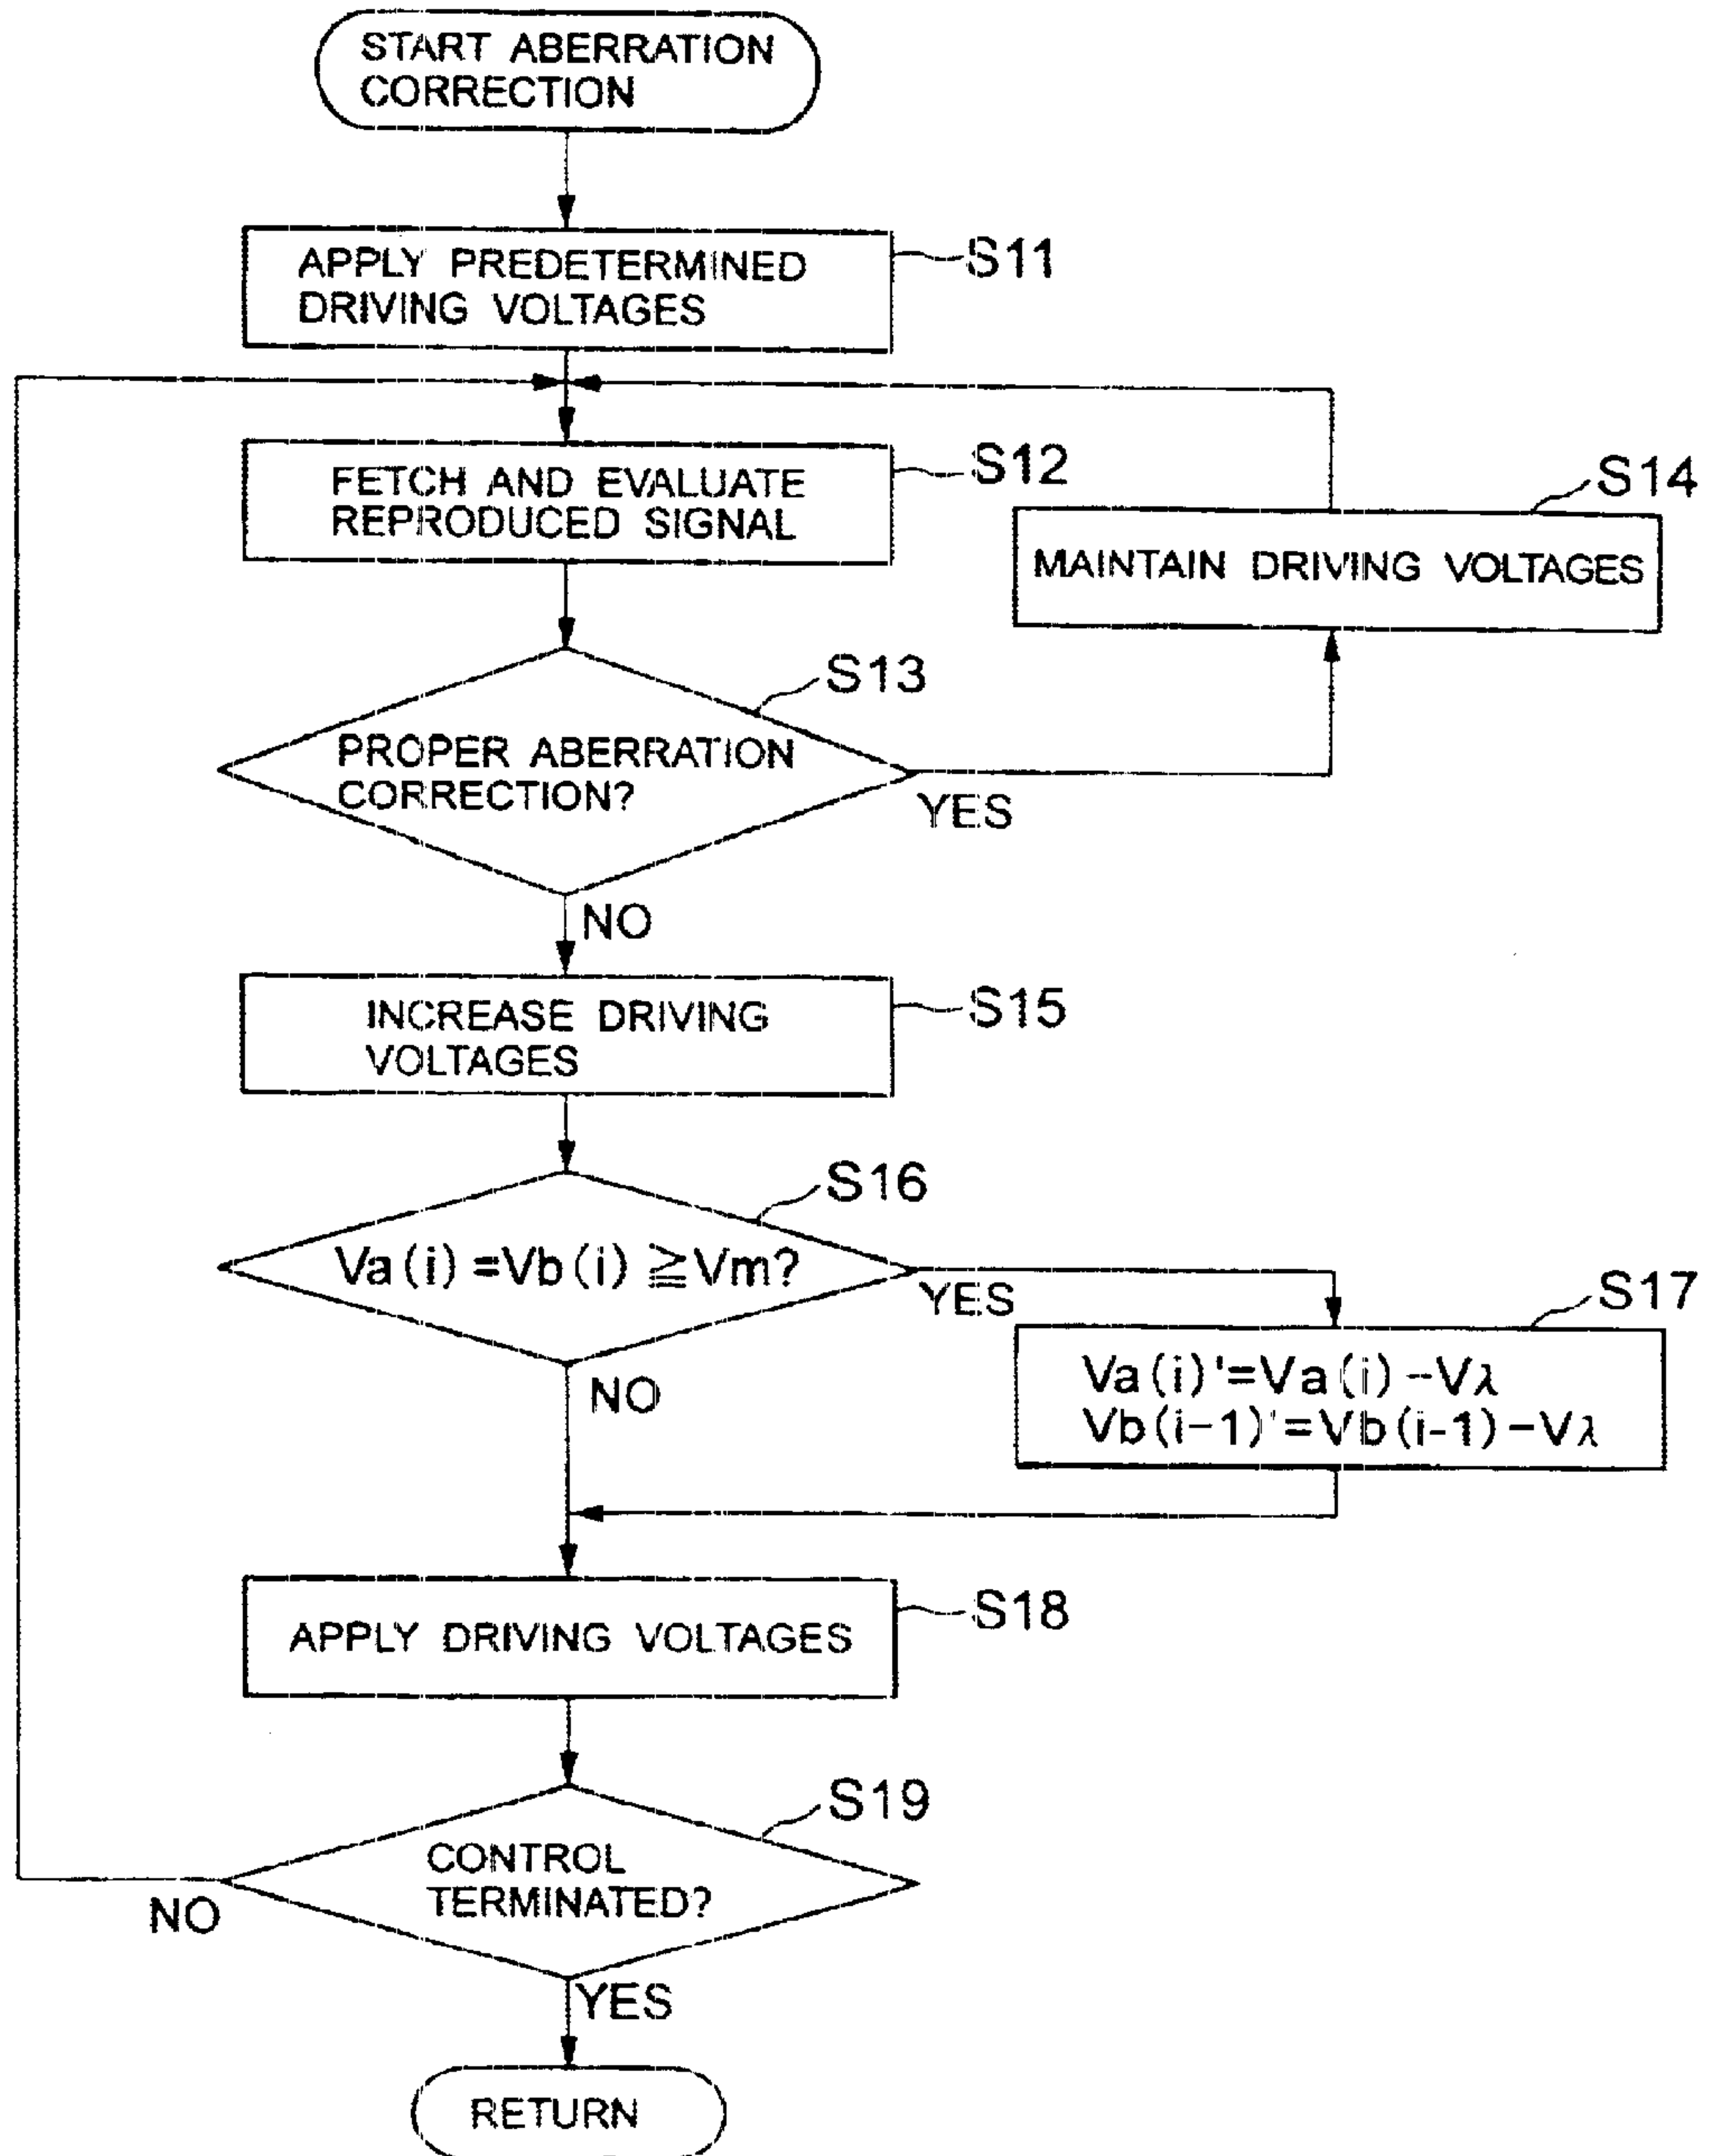 START ABERRATION
CORRECTION
APPLY PREDETERMINED
DRIVING VOLTAGES
S11
FETCH AND EVALUATE
REPRODUCED SIGNAL
S12
S14
MAINTAIN DRIVING VOLTAGES
S13
PROPER ABERRATION
CORRECTION?
YES
NO
INCREASE DRIVING
VOLTAGES
S15
S16
Va(i)=Vb(i)≧Vm?
YES
NO
S17
Va(i)'=Va(i)-Vλ
Vb(i-1)'=Vb(i-1)-Vλ
APPLY DRIVING VOLTAGES
S18
S19
CONTROL
TERMINATED?
NO
YES
RETURN